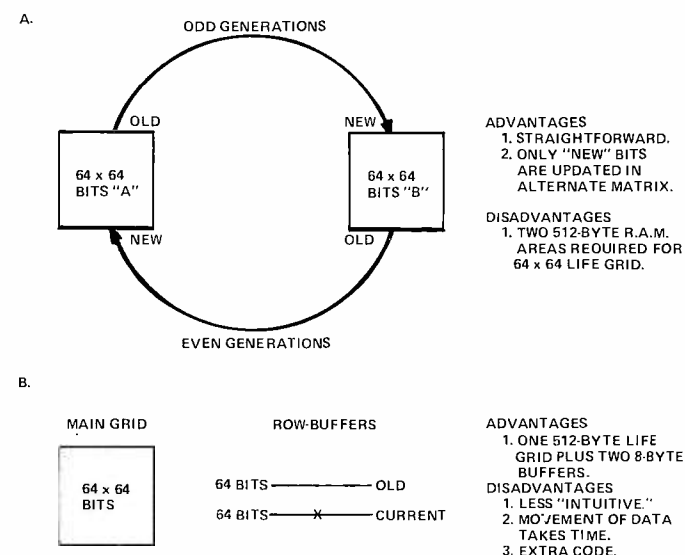 A.
ODD GENERATIONS
OLD
NEW
64 x 64
BITS "A"
64 x 64
BITS "B"
NEW
OLD
EVEN GENERATIONS
ADVANTAGES
1. STRAIGHTFORWARD.
2. ONLY "NEW" BITS
ARE UPDATED IN
ALTERNATE MATRIX.
DISADVANTAGES
1. TWO 512-BYTE R.A.M.
AREAS REQUIRED FOR
64 x 64 LIFE GRID.
B.
MAIN GRID
64 x 64
BITS
ROW-BUFFERS
64 BITS OLD
64 BITS X CURRENT
ADVANTAGES
1. ONE 512-BYTE LIFE
GRID PLUS TWO 8-BYTE
BUFFERS.
DISADVANTAGES
1. LESS "INTUITIVE."
2. MOVEMENT OF DATA
TAKES TIME.
3. EXTRA CODE.